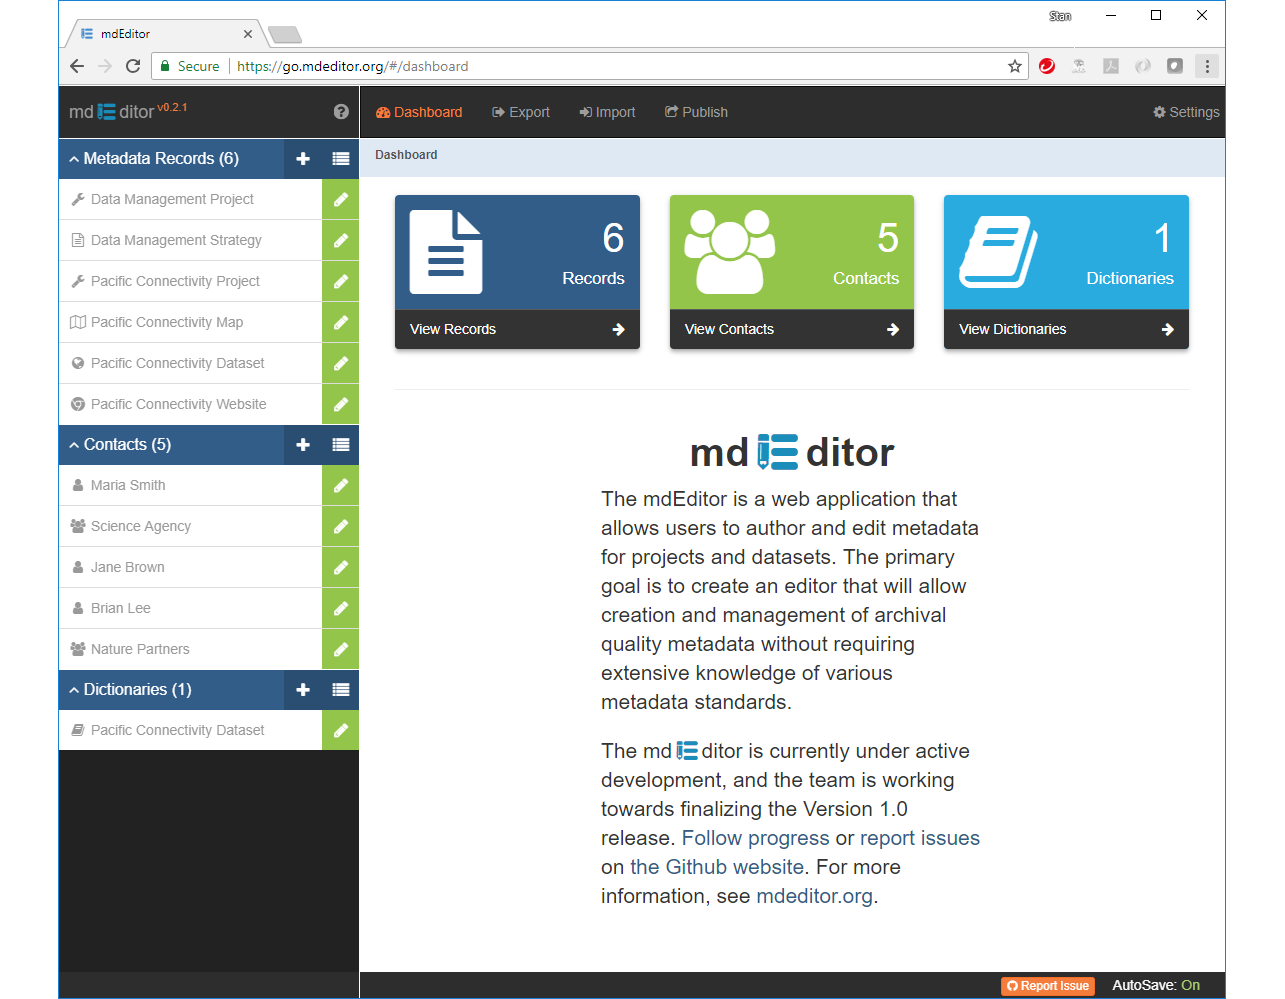 Stan
mdEditor
Secure https://go.mdeditor.org/#/dashboard
md ditor v0.2.1
Dashboard Export Import Publish Settings
Dashboard
Metadata Records (6)
Data Management Project
Data Management Strategy
Pacific Connectivity Project
Pacific Connectivity Map
Pacific Connectivity Dataset
Pacific Connectivity Website
Contacts (5)
Maria Smith
Science Agency
Jane Brown
Brian Lee
Nature Partners
Dictionaries (1)
Pacific Connectivity Dataset
6
Records
View Records
5
Contacts
View Contacts
1
Dictionaries
View Dictionaries
md ditor
The mdEditor is a web application that
allows users to author and edit metadata
for projects and datasets. The primary
goal is to create an editor that will allow
creation and management of archival
quality metadata without requiring
extensive knowledge of various
metadata standards.
The md ditor is currently under active
development, and the team is working
towards finalizing the Version 1.0
release. Follow progress or report issues
on the Github website. For more
information, see mdeditor.org.
Report Issue AutoSave: On